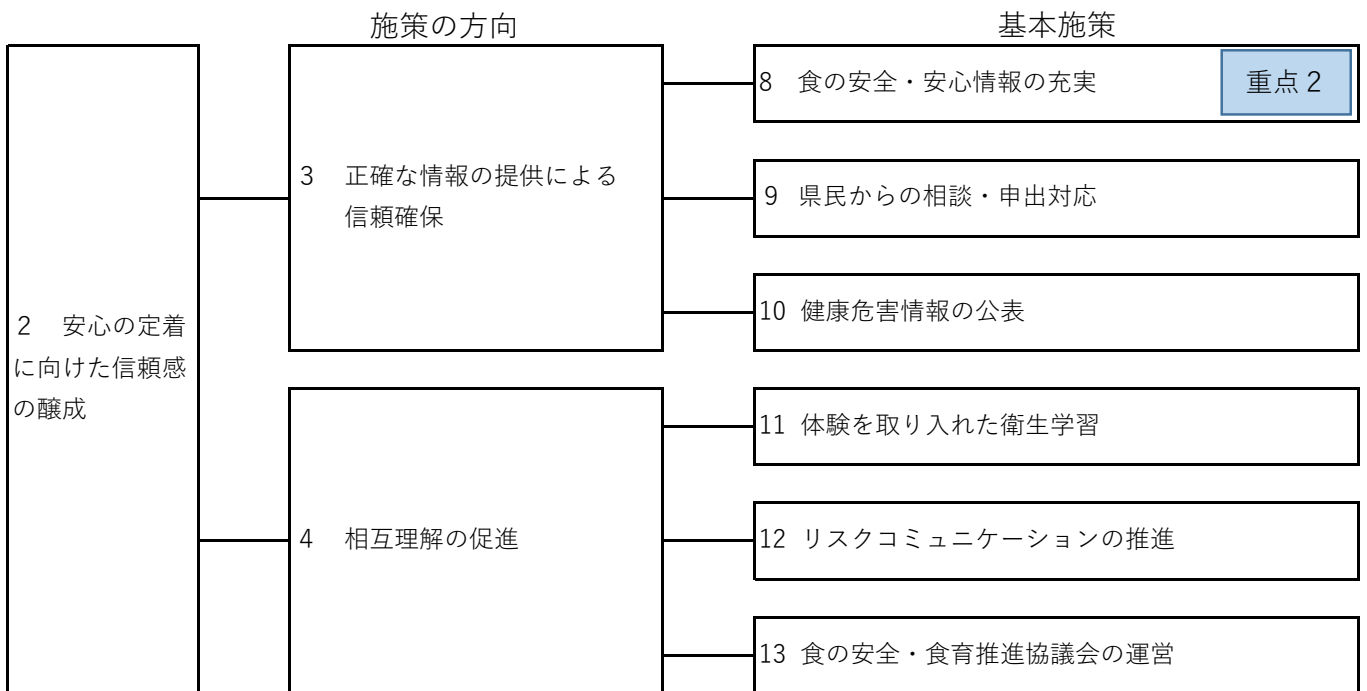 施策の方向
基本施策
2　安心の定着
に向けた信頼感
の醸成
3　正確な情報の提供による
信頼確保
8　食の安全・安心情報の充実
重点2
9　県民からの相談・申出対応
10 健康危害情報の公表
4　相互理解の促進
11 体験を取り入れた衛生学習
12 リスクコミュニケーションの推進
13 食の安全・食育推進協議会の運営